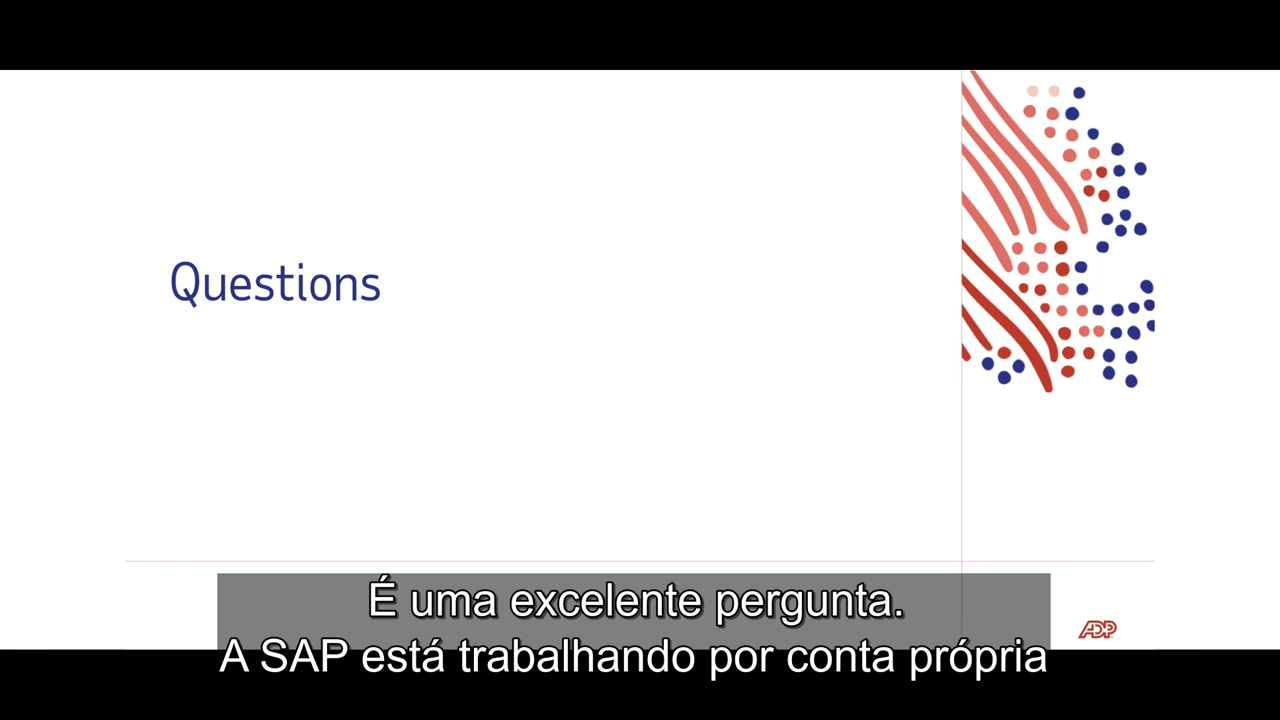 Questions
É uma excelente pergunta.
A SAP está trabalhando por conta própria
ADP